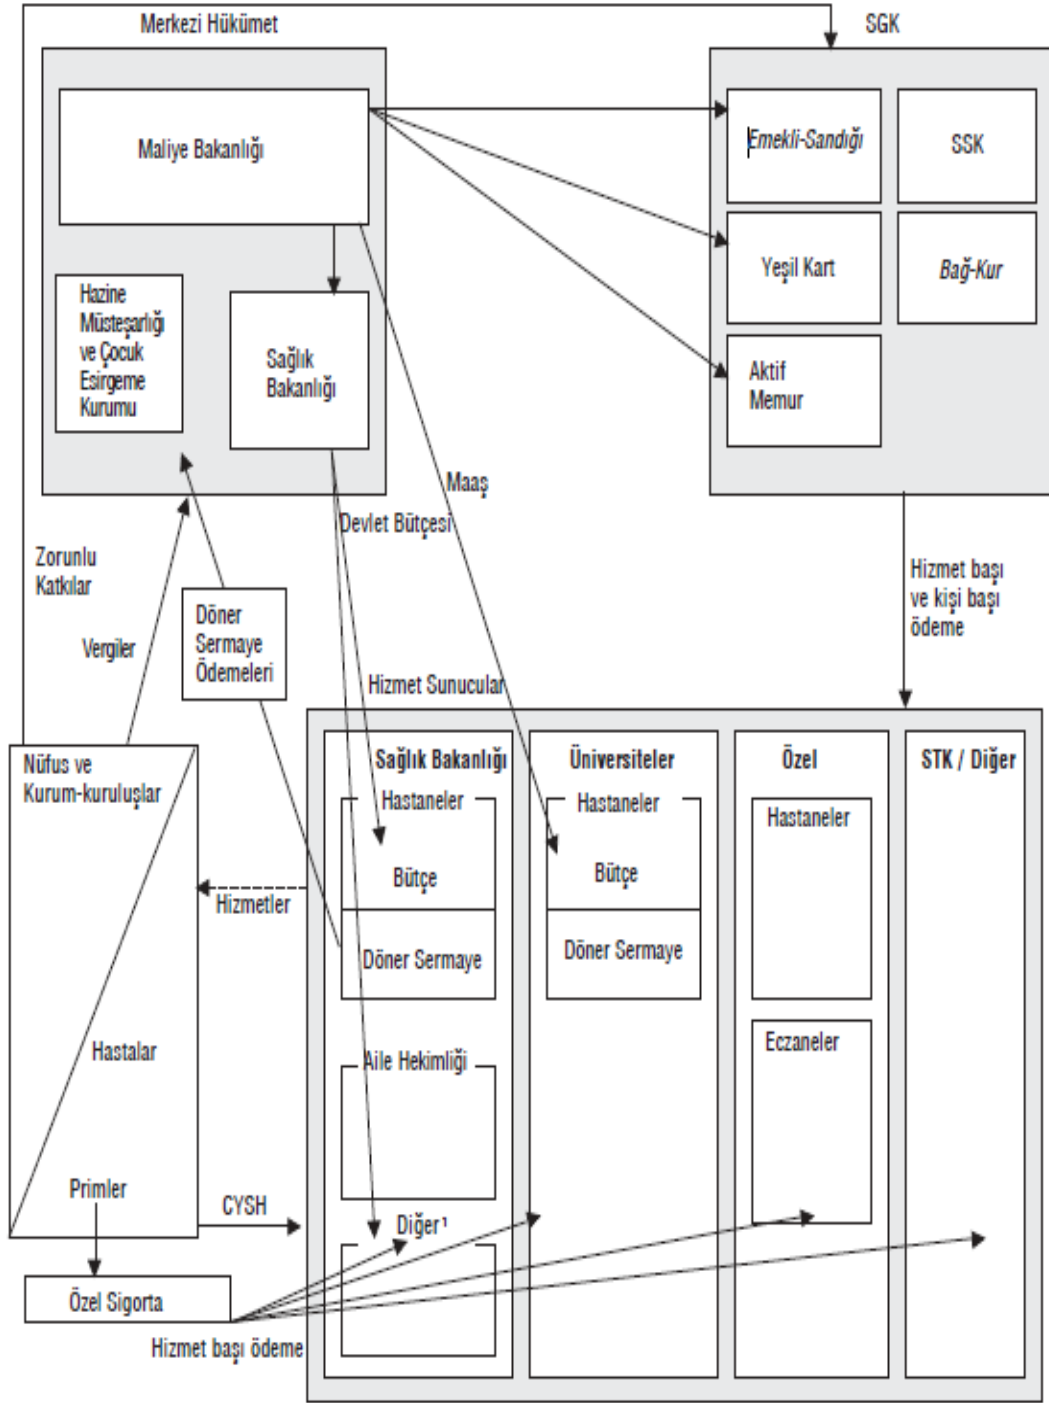 Merkezi Hükümet
SGK
Maliye Bakanlığı
Emekli-Sandığı
SSK
Yeşil Kart
Bağ-Kur
Hazine
Müsteşarlığı
ve Çocuk
Esirgeme
Kurumu
Sağlık
Bakanlığı
Aktif
Memur
Maaş
Devlet Bütçesi
Zorunlu
Katkılar
Hizmet başı
ve kişi başı
ödeme
Döner
Sermaye
Ödemeleri
Vergiler
Hizmet Sunucular
Nüfus ve
Kurum-kuruluşlar
Sağlık Bakanlığı
Üniversiteler
Özel
STK / Diğer
Hastaneler
Hastaneler
Hastaneler
Bütçe
Bütçe
Hizmetler
Döner Sermaye
Döner Sermaye
Hastalar
Aile Hekimliği
Eczaneler
Primler
CYSH
Diğer¹
Özel Sigorta
Hizmet başı ödeme